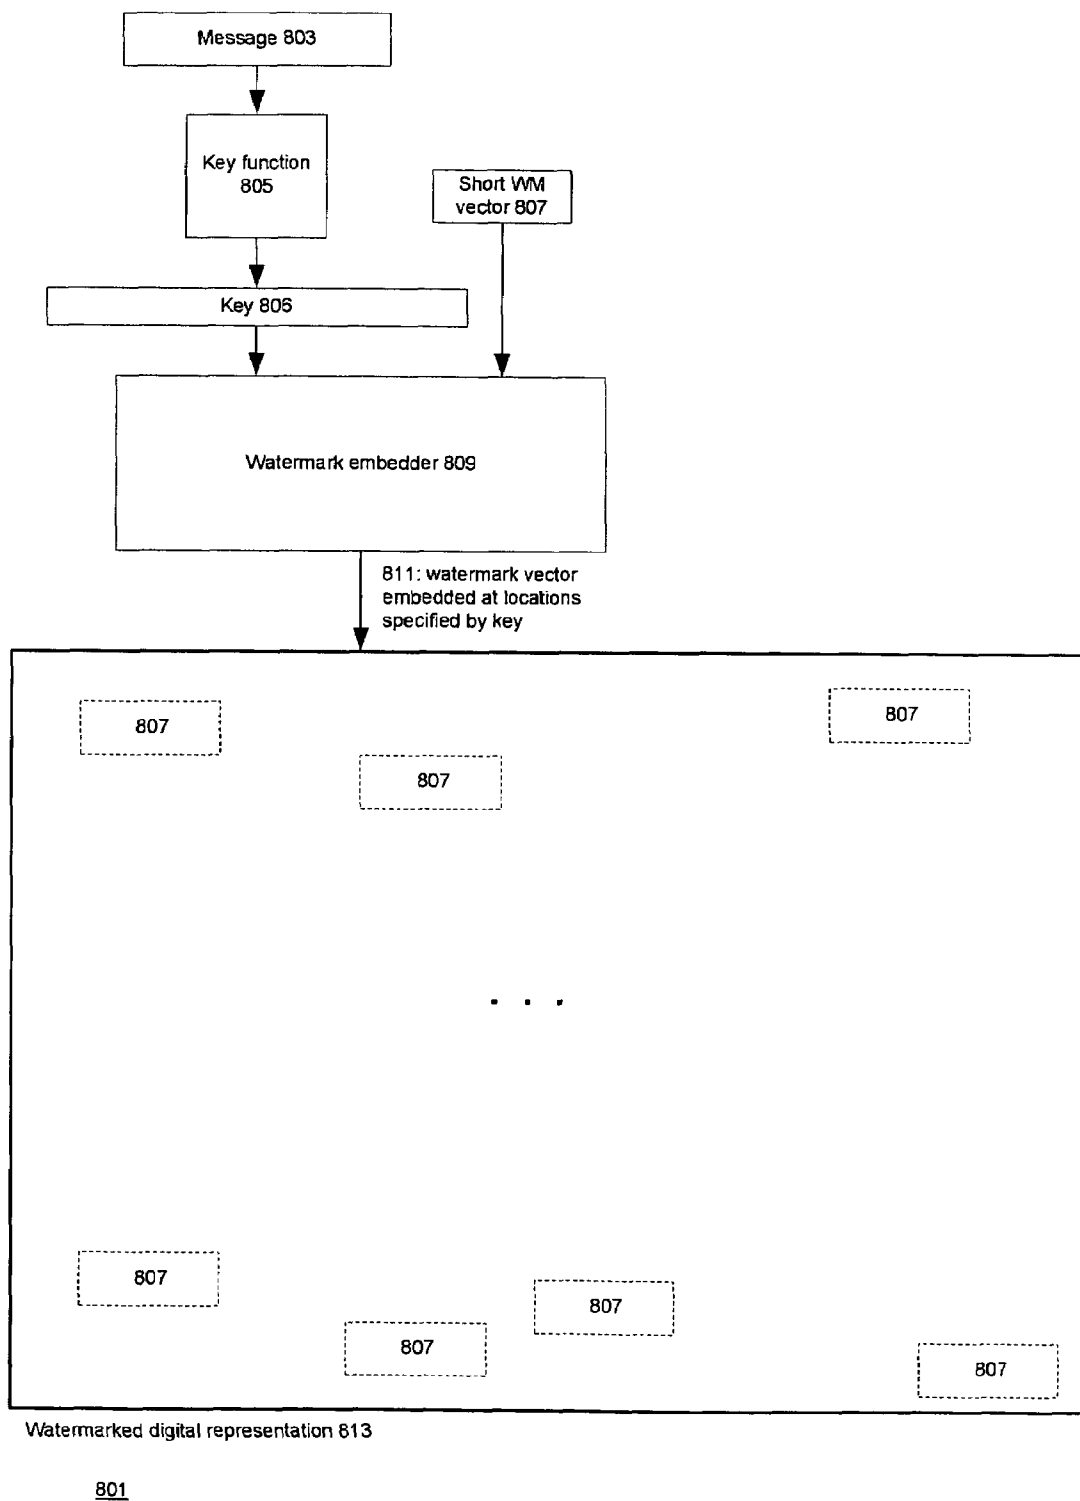 Message 803
Key function
805
Short WM
vector 807
Key 806
Watermark embedder 809
811: watermark vector
embedded at locations
specified by key
807
807
807
. . .
807
807
807
807
Watermarked digital representation 813
801